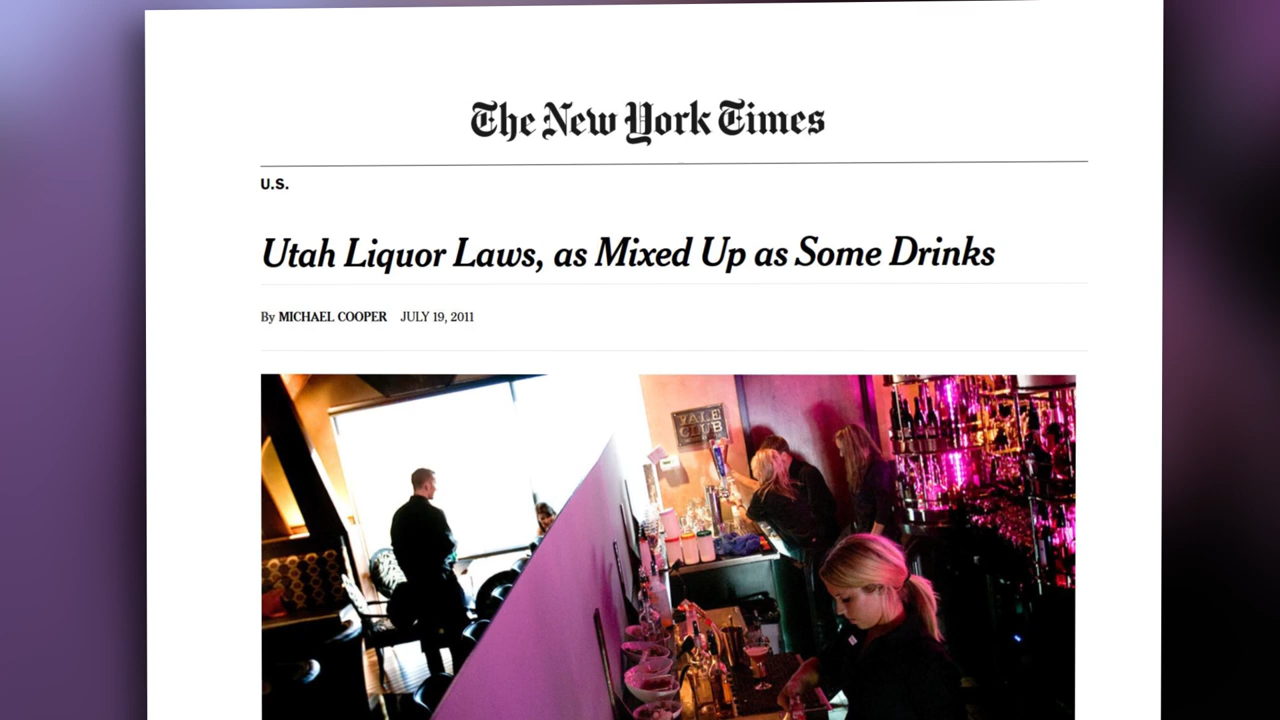 The New York Times
U.S.
Utah Liquor Laws, as Mixed Up as Some Drinks
By MICHAEL COOPER JULY 19, 2011
YALE
CLUB